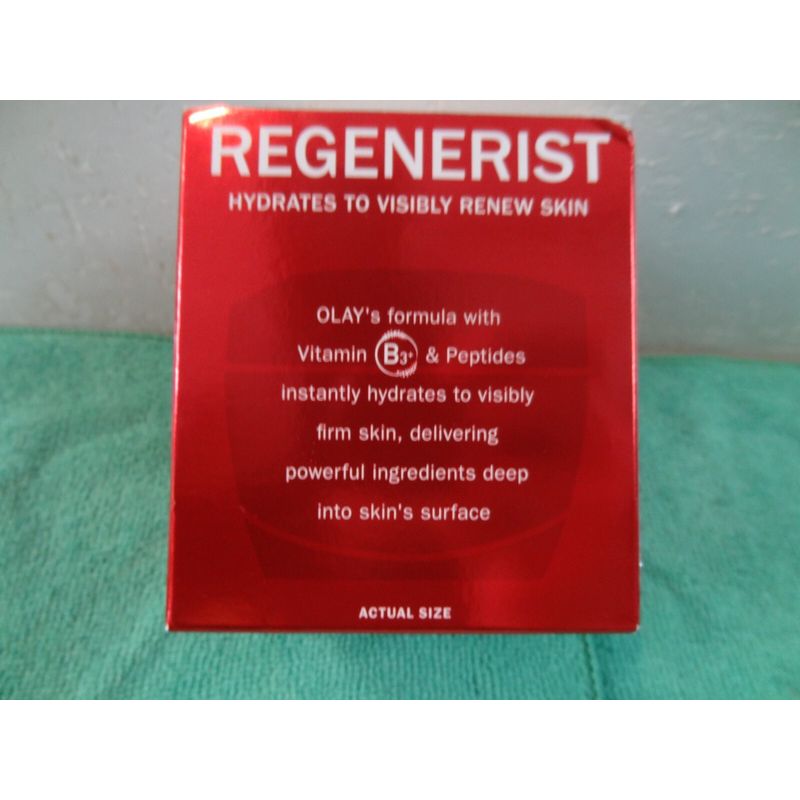 REGENERIST
HYDRATES TO VISIBLY RENEW SKIN
OLAY's formula with
Vitamin B3+ & Peptides
instantly hydrates to visibly
firm skin, delivering
powerful ingredients deep
into skin's surface
ACTUAL SIZE